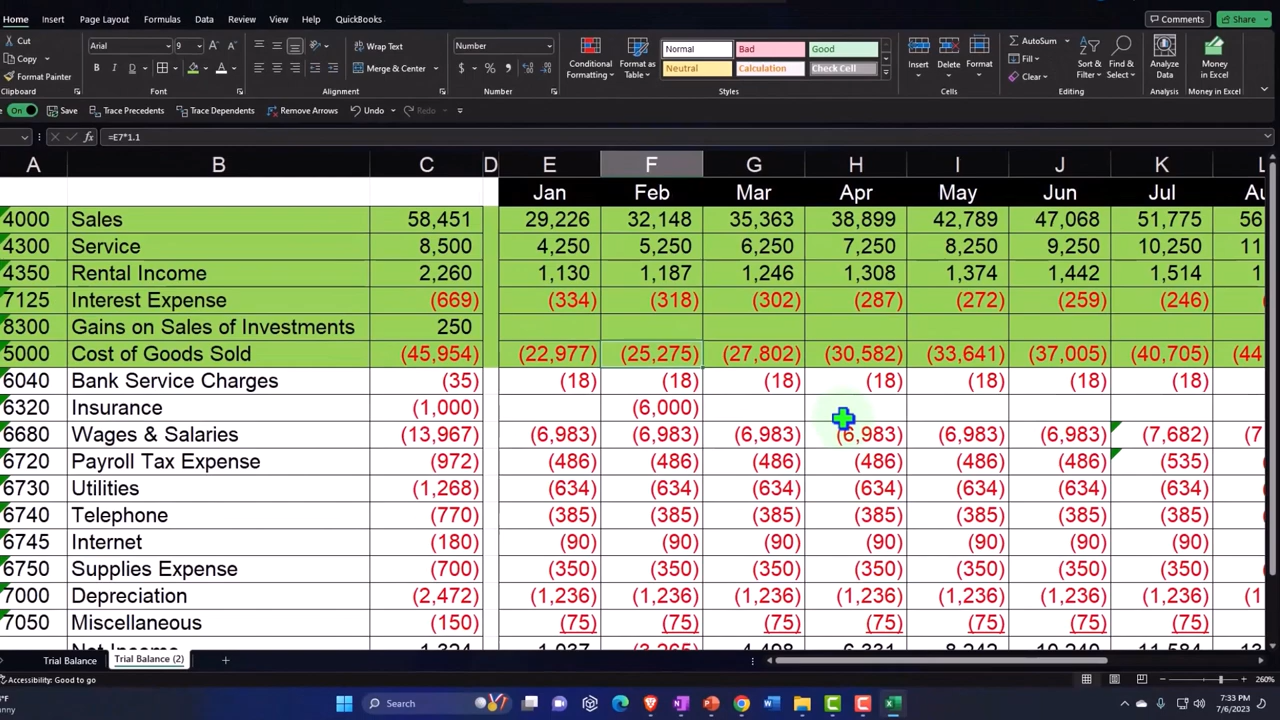 Home Insert Page Layout Formulas Data Review View Help QuickBooks Comments Share
Cut
Copy
Format Painter
Clipboard
Arial 9
Font
Wrap Text
Merge & Center
Alignment
Number
Number
Conditional Formatting
Format as Table
Normal Bad Good
Neutral Calculation Check Cell
Styles
Insert Delete Format
Cells
AutoSum
Fill
Clear
Sort & Filter
Find & Select
Editing
Analyze Data
Analysis
Money in Excel
Money in Excel
On Save Trace Precedents Trace Dependents Remove Arrows Undo Redo
=E7*1.1
A B C D E F G H I J K L
Jan Feb Mar Apr May Jun Jul Au
4000 Sales 58,451 29,226 32,148 35,363 38,899 42,789 47,068 51,775 56
4300 Service 8,500 4,250 5,250 6,250 7,250 8,250 9,250 10,250 11
4350 Rental Income 2,260 1,130 1,187 1,246 1,308 1,374 1,442 1,514 1
7125 Interest Expense (669) (334) (318) (302) (287) (272) (259) (246) (
8300 Gains on Sales of Investments 250
5000 Cost of Goods Sold (45,954) (22,977) (25,275) (27,802) (30,582) (33,641) (37,005) (40,705) (44
6040 Bank Service Charges (35) (18) (18) (18) (18) (18) (18) (18)
6320 Insurance (1,000) (6,000)
6680 Wages & Salaries (13,967) (6,983) (6,983) (6,983) (6,983) (6,983) (6,983) (7,682) (7
6720 Payroll Tax Expense (972) (486) (486) (486) (486) (486) (486) (535) (
6730 Utilities (1,268) (634) (634) (634) (634) (634) (634) (634) (
6740 Telephone (770) (385) (385) (385) (385) (385) (385) (385) (
6745 Internet (180) (90) (90) (90) (90) (90) (90) (90)
6750 Supplies Expense (700) (350) (350) (350) (350) (350) (350) (350) (
7000 Depreciation (2,472) (1,236) (1,236) (1,236) (1,236) (1,236) (1,236) (1,236) (1
7050 Miscellaneous (150) (75) (75) (75) (75) (75) (75) (75)
Net Income 1,324 1,037 (3,265) 4,498 6,331 8,242 10,240 11,584
Trial Balance Trial Balance (2)
Accessibility: Good to go 260%
Search
7:33 PM
7/6/2023